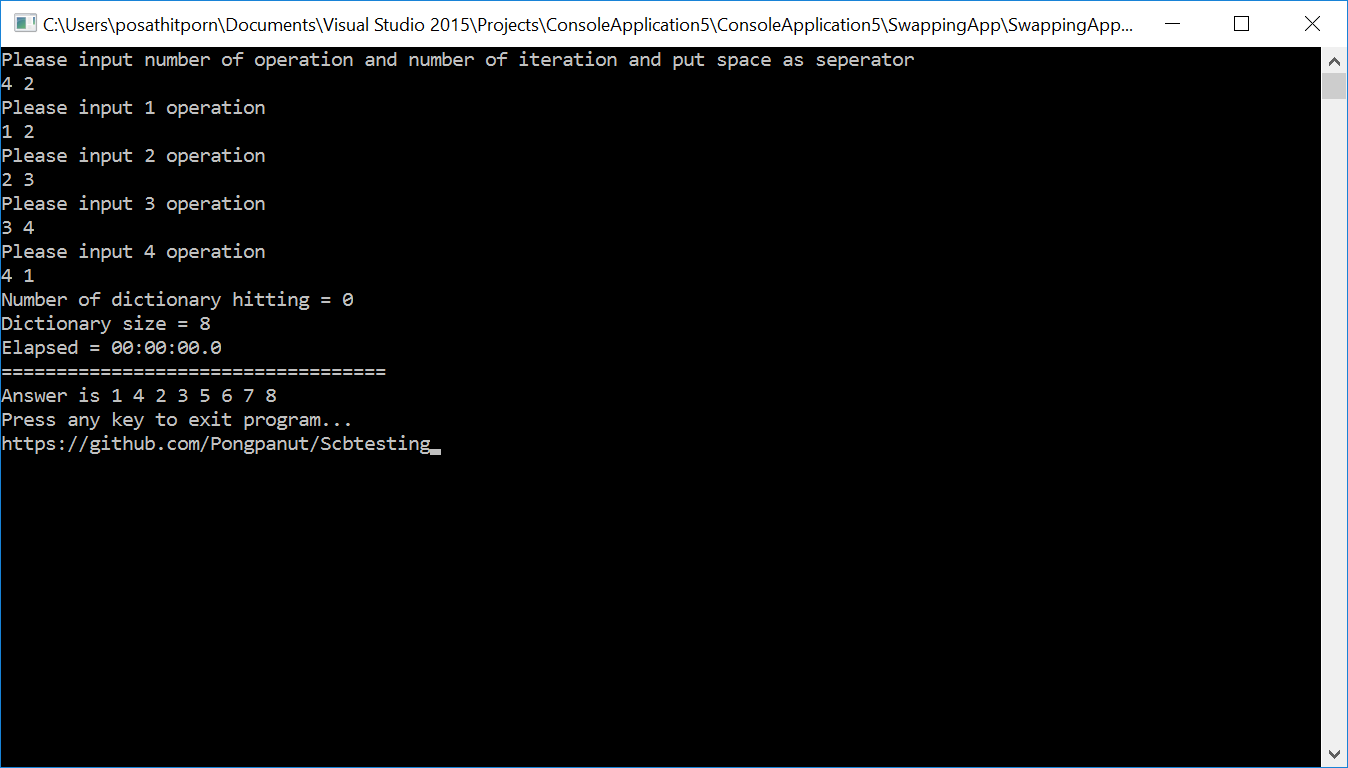 C:\Users\posathitporn\Documents\Visual Studio 2015\Projects\ConsoleApplication5\ConsoleApplication5\SwappingApp\SwappingApp...
Please input number of operation and number of iteration and put space as seperator
4 2
Please input 1 operation
1 2
Please input 2 operation
2 3
Please input 3 operation
3 4
Please input 4 operation
4 1
Number of dictionary hitting = 0
Dictionary size = 8
Elapsed = 00:00:00.0
===================================
Answer is 1 4 2 3 5 6 7 8
Press any key to exit program...
https://github.com/Pongpanut/Scbtesting